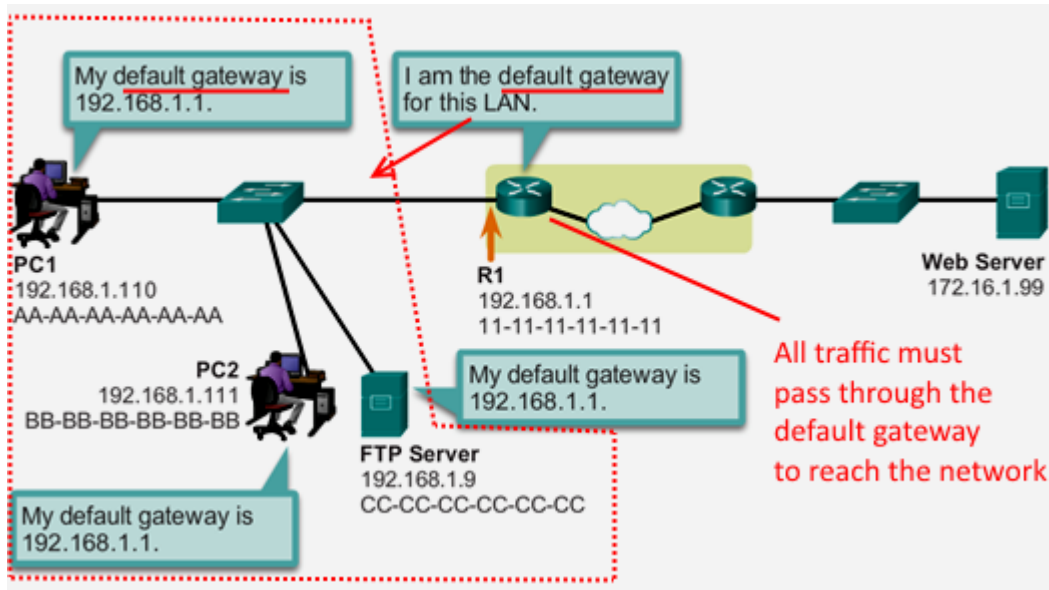 My default gateway is
192.168.1.1.
I am the default gateway
for this LAN.
PC1
192.168.1.110
AA-AA-AA-AA-AA-AA
R1
192.168.1.1
11-11-11-11-11-11
Web Server
172.16.1.99
PC2
192.168.1.111
BB-BB-BB-BB-BB-BB
My default gateway is
192.168.1.1.
All traffic must
pass through the
default gateway
to reach the network
FTP Server
192.168.1.9
CC-CC-CC-CC-CC-CC
My default gateway is
192.168.1.1.